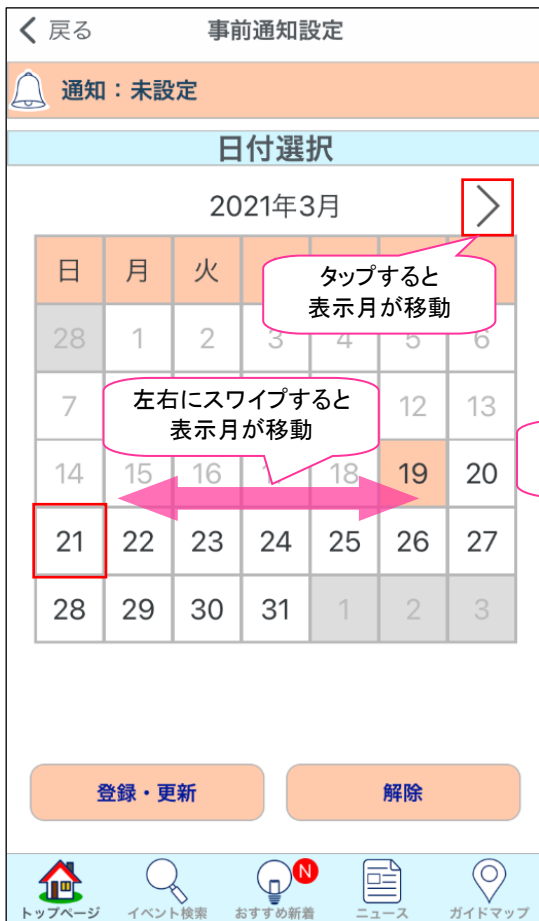 戻る 事前通知設定
通知：未設定
日付選択
2021年3月
日 月 火
タップすると
表示月が移動
28 1 2 3 4 5 6
7 12 13
左右にスワイプすると
表示月が移動
14 15 16 18 19 20
21 22 23 24 25 26 27
28 29 30 31 1 2 3
登録・更新 解除
N
トップページ イベント検索 おすすめ新着 ニュース ガイドマップ